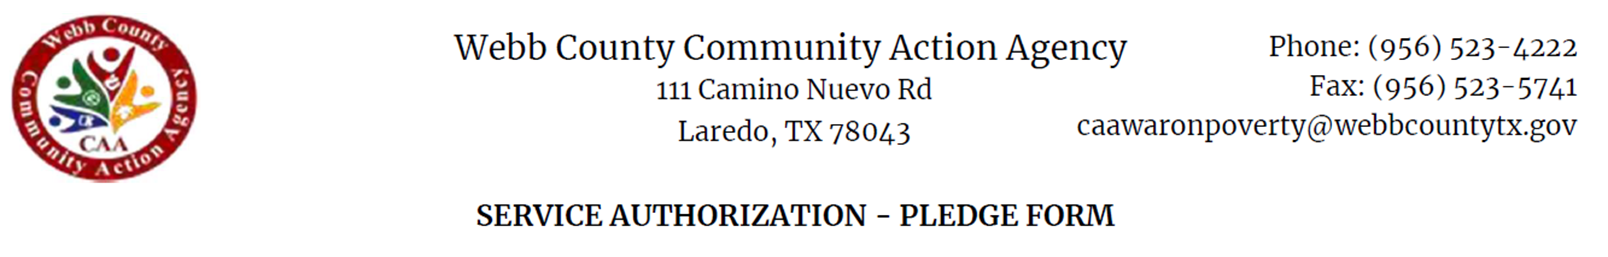 Webb County
Community Action Agency
CAA
Webb County Community Action Agency
111 Camino Nuevo Rd
Laredo, TX 78043
Phone: (956) 523-4222
Fax: (956) 523-5741
caawaronpoverty@webbcountytx.gov
SERVICE AUTHORIZATION - PLEDGE FORM